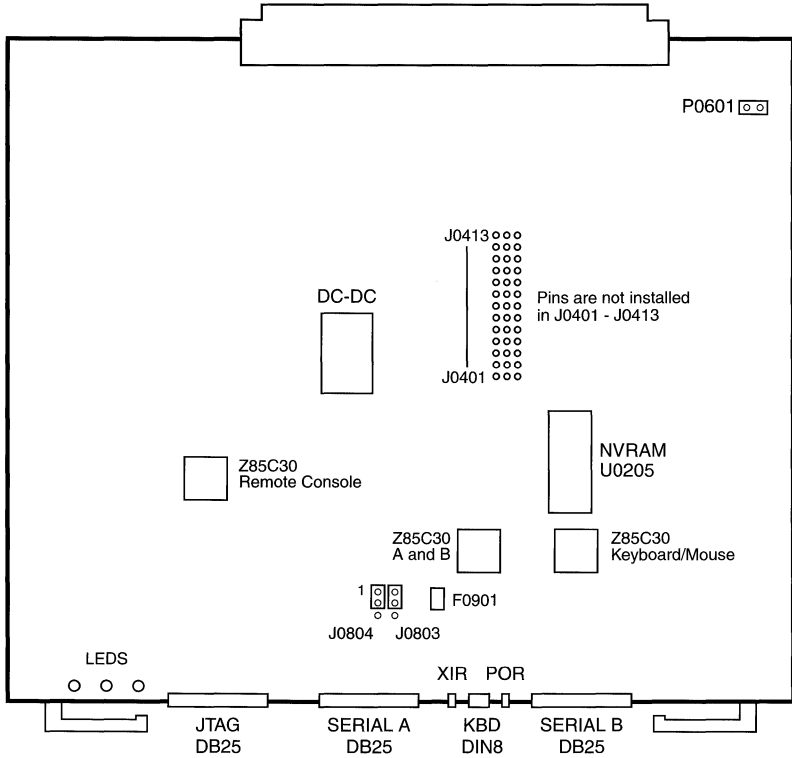 P0601
J0413
DC-DC
Pins are not installed
in J0401 - J0413
J0401
NVRAM
U0205
Z85C30
Remote Console
Z85C30
A and B
Z85C30
Keyboard/Mouse
1
F0901
J0804
J0803
LEDS
XIR
POR
JTAG
DB25
SERIAL A
DB25
KBD
DIN8
SERIAL B
DB25